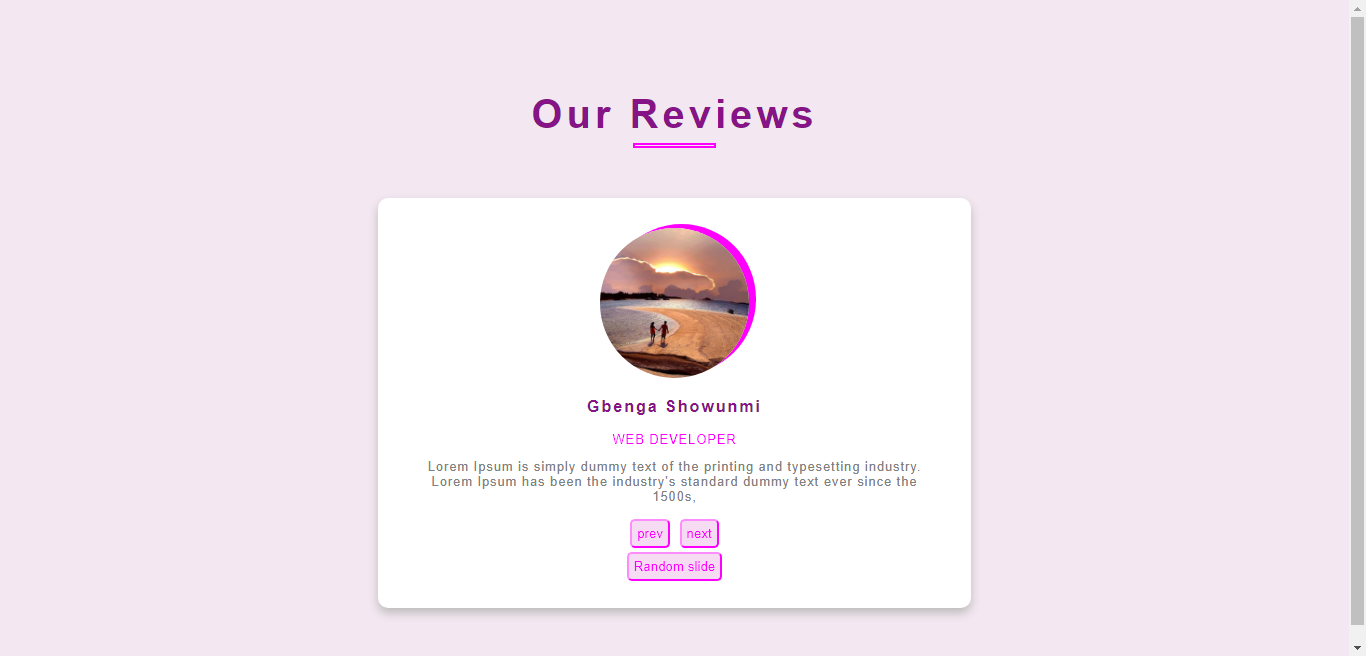 Our Reviews
Gbenga Showunmi
WEB DEVELOPER
Lorem Ipsum is simply dummy text of the printing and typesetting industry.
Lorem Ipsum has been the industry's standard dummy text ever since the
1500s,
prev next
Random slide